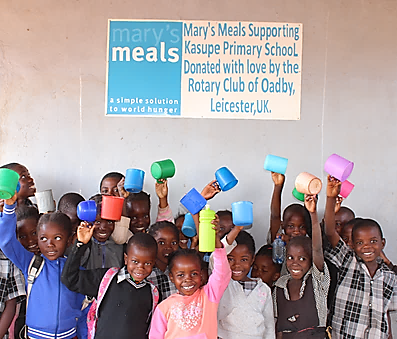 mary's
meals
a simple solution
to world hunger
Mary's Meals Supporting
Kasupe Primary SchooL
Donated with love by the
Rotary Club of Oadby,
Leicester,UK.